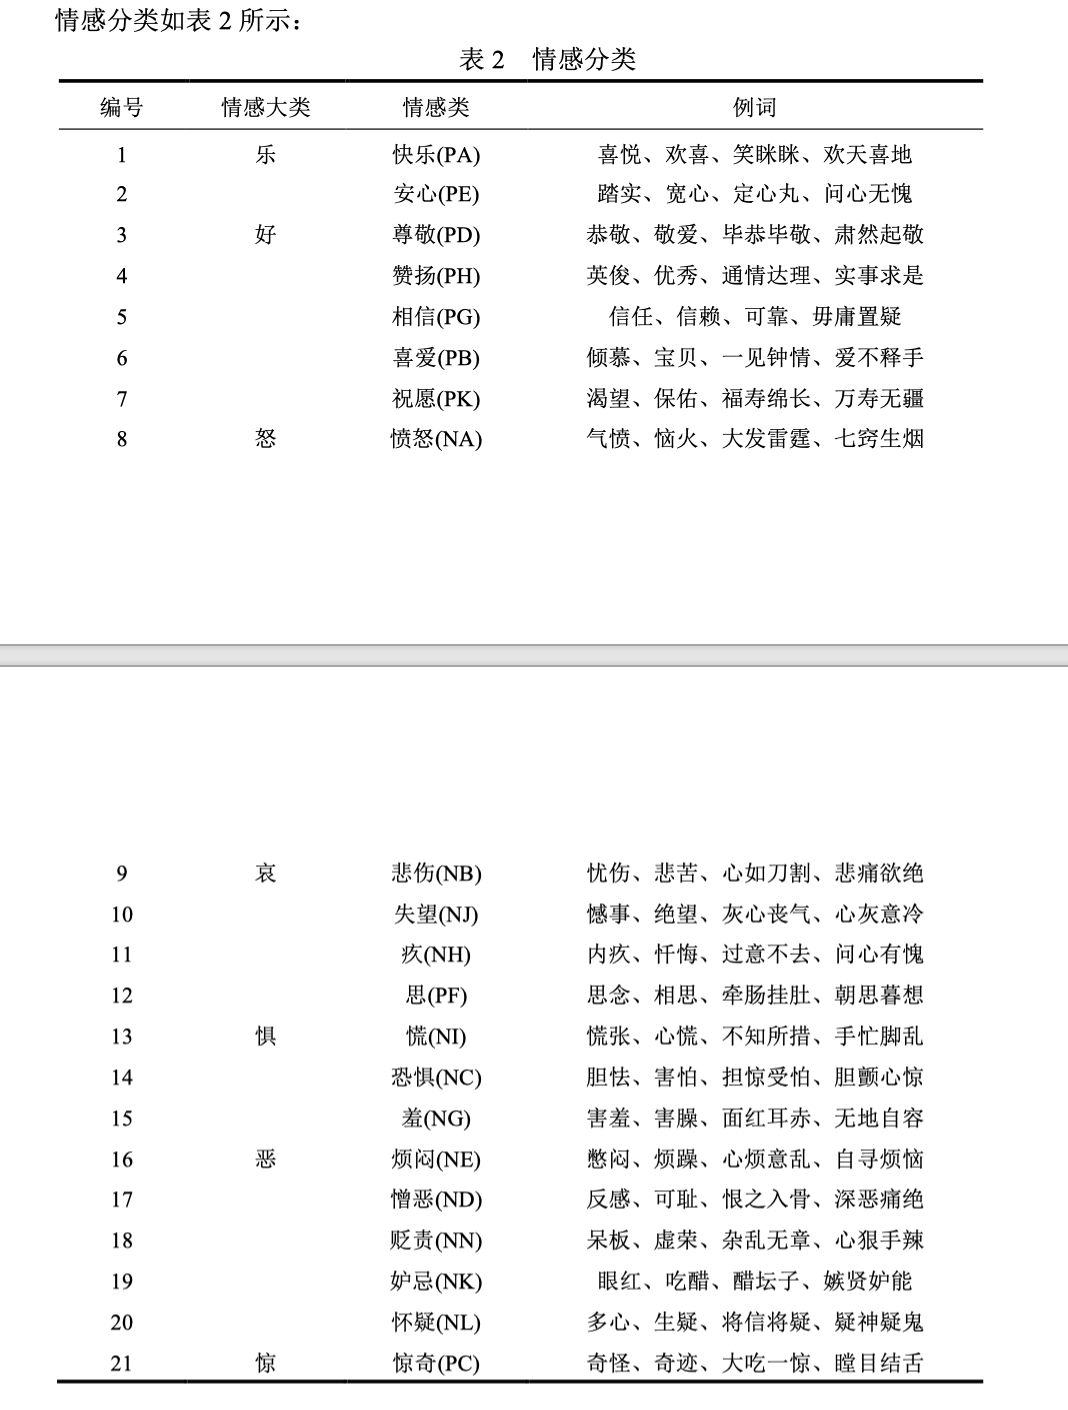 情感分类如表 2 所示：
表 2 情感分类
编号 情感大类 情感类 例词
1 乐 快乐(PA) 喜悦、欢喜、笑眯眯、欢天喜地
2 安心(PE) 踏实、宽心、定心丸、问心无愧
3 好 尊敬(PD) 恭敬、敬爱、毕恭毕敬、肃然起敬
4 赞扬(PH) 英俊、优秀、通情达理、实事求是
5 相信(PG) 信任、信赖、可靠、毋庸置疑
6 喜爱(PB) 倾慕、宝贝、一见钟情、爱不释手
7 祝愿(PK) 渴望、保佑、福寿绵长、万寿无疆
8 怒 愤怒(NA) 气愤、恼火、大发雷霆、七窍生烟
9 哀 悲伤(NB) 忧伤、悲苦、心如刀割、悲痛欲绝
10 失望(NJ) 憾事、绝望、灰心丧气、心灰意冷
11 疚(NH) 内疚、忏悔、过意不去、问心有愧
12 思(PF) 思念、相思、牵肠挂肚、朝思暮想
13 惧 慌(NI) 慌张、心慌、不知所措、手忙脚乱
14 恐惧(NC) 胆怯、害怕、担惊受怕、胆颤心惊
15 羞(NG) 害羞、害臊、面红耳赤、无地自容
16 恶 烦闷(NE) 憋闷、烦躁、心烦意乱、自寻烦恼
17 憎恶(ND) 反感、可耻、恨之入骨、深恶痛绝
18 贬责(NN) 呆板、虚荣、杂乱无章、心狠手辣
19 妒忌(NK) 眼红、吃醋、醋坛子、嫉贤妒能
20 怀疑(NL) 多心、生疑、将信将疑、疑神疑鬼
21 惊 惊奇(PC) 奇怪、奇迹、大吃一惊、瞠目结舌